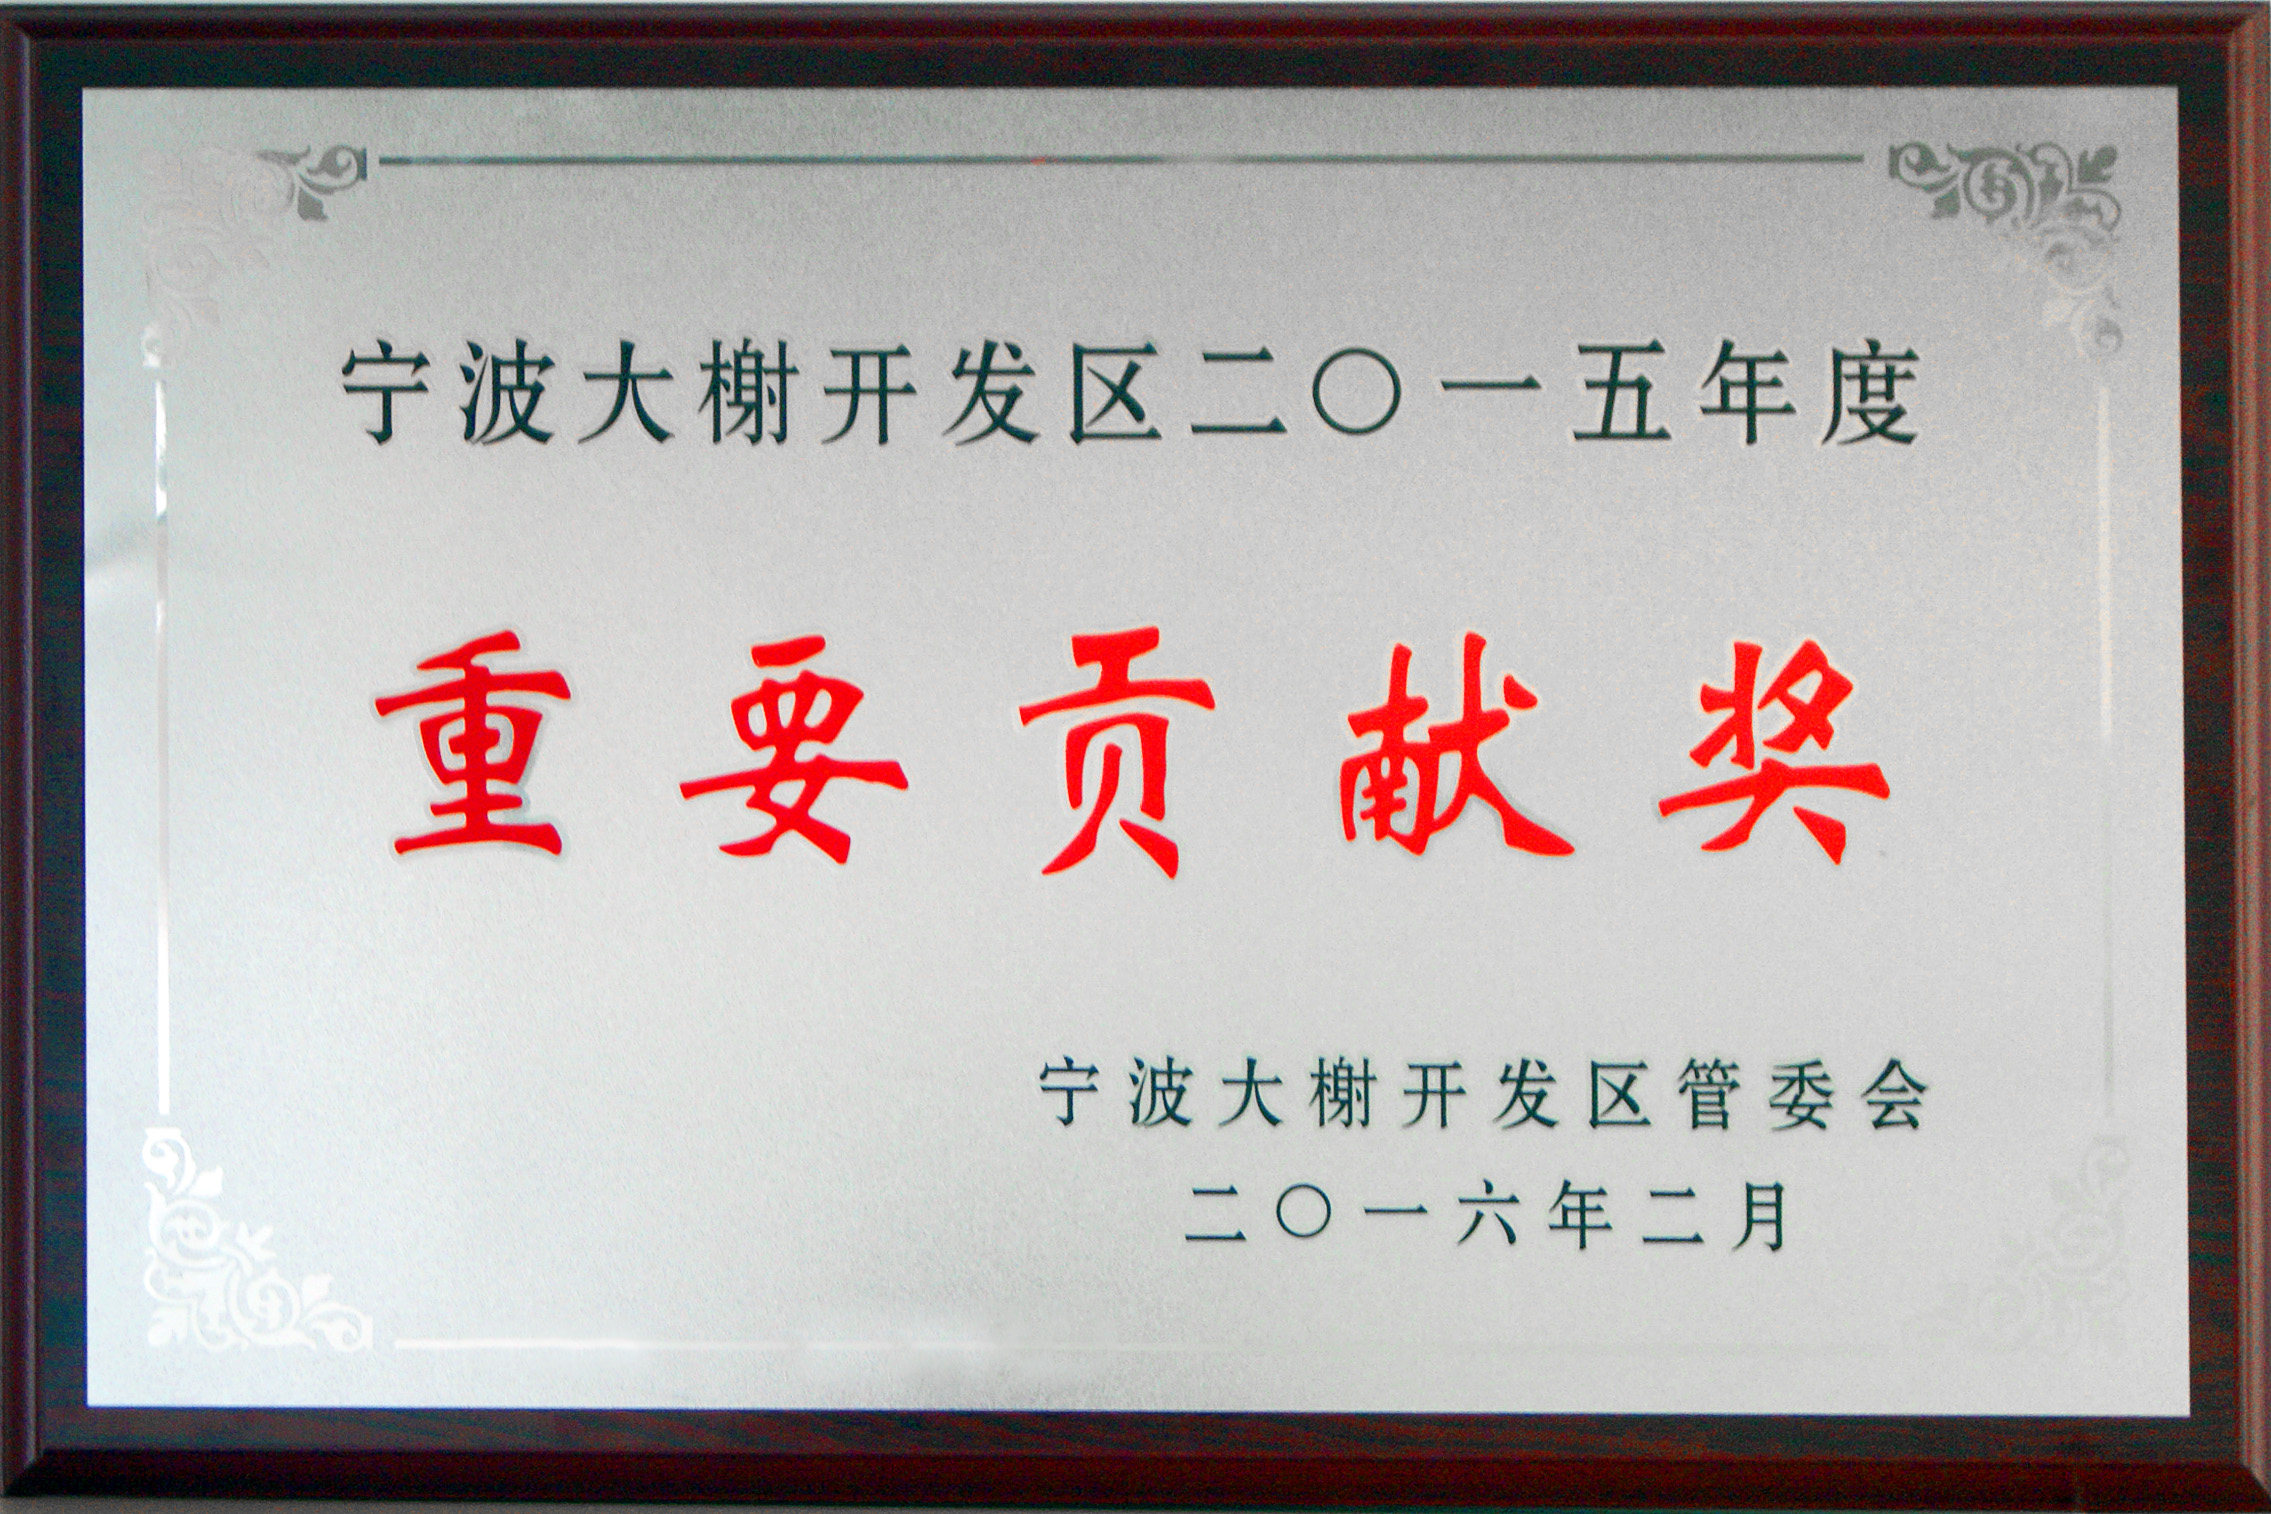 宁波大榭开发区二〇一五年度
重要贡献奖
宁波大榭开发区管委会
二〇一六年二月